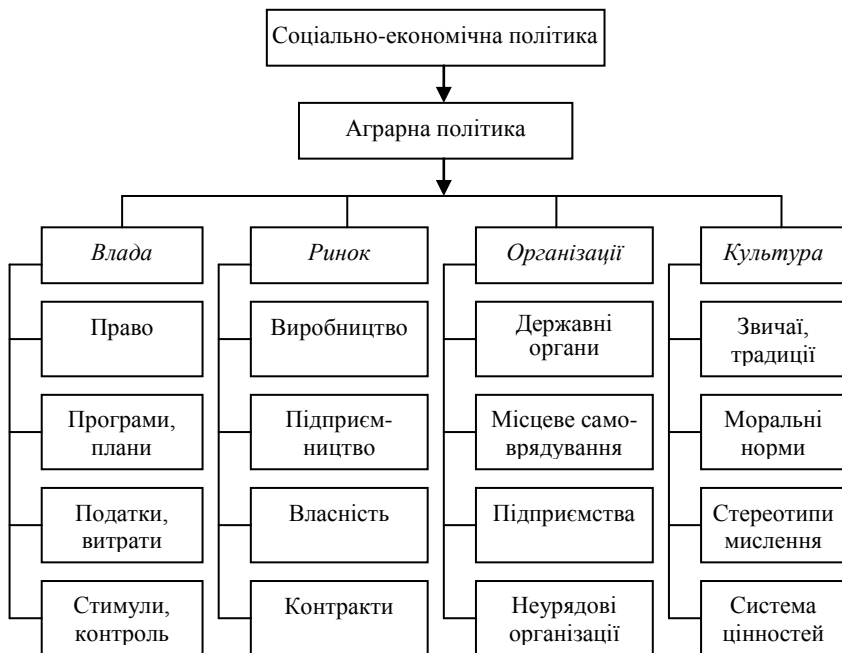 Соціально-економічна політика
Аграрна політика
Влада
Ринок
Організації
Культура
Право
Виробництво
Державні
органи
Звичаї,
традиції
Програми,
плани
Підприєм-
ництво
Місцеве само-
врядування
Моральні
норми
Податки,
витрати
Власність
Підприємства
Стереотипи
мислення
Стимули,
контроль
Контракти
Неурядові
організації
Система
цінностей